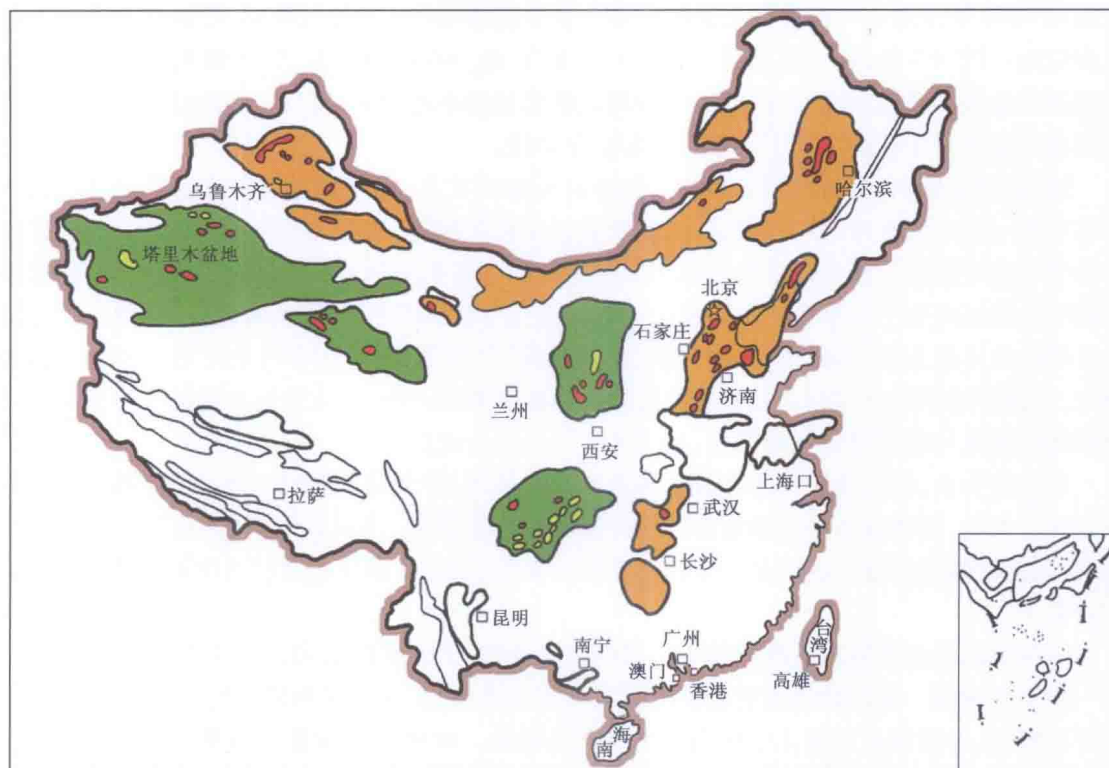 哈尔滨
乌鲁木齐
塔里木盆地
北京
石家庄
济南
兰州
西安
上海口
拉萨
武汉
长沙
昆明
台湾
南宁
广州
澳门
香港
高雄
海南